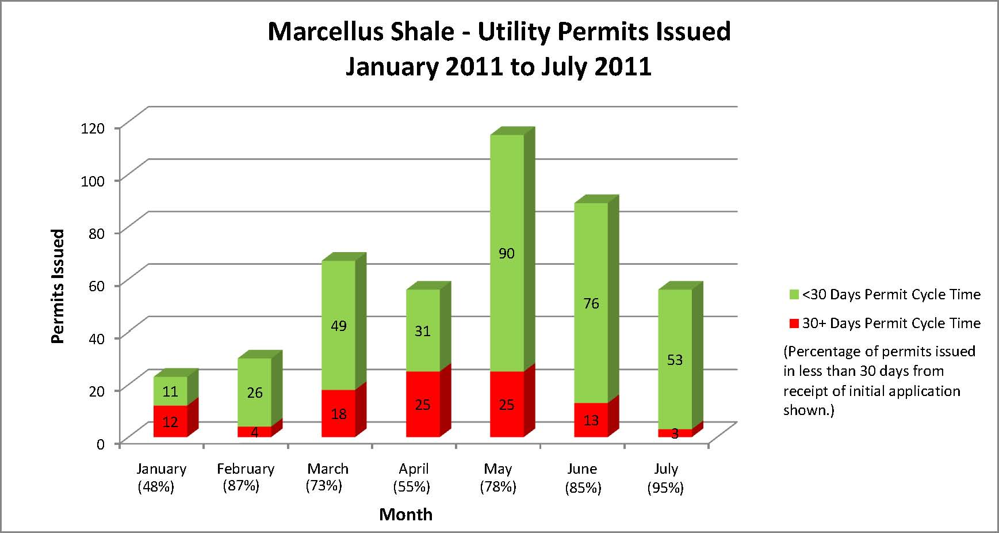 Marcellus Shale - Utility Permits Issued
January 2011 to July 2011
120
100
80
60
40
20
0
Permits Issued
11
12
26
4
49
18
31
25
90
25
76
13
53
3
January
(48%)
February
(87%)
March
(73%)
April
(55%)
May
(78%)
June
(85%)
July
(95%)
Month
<30 Days Permit Cycle Time
30+ Days Permit Cycle Time
(Percentage of permits issued
in less than 30 days from
receipt of initial application
shown.)